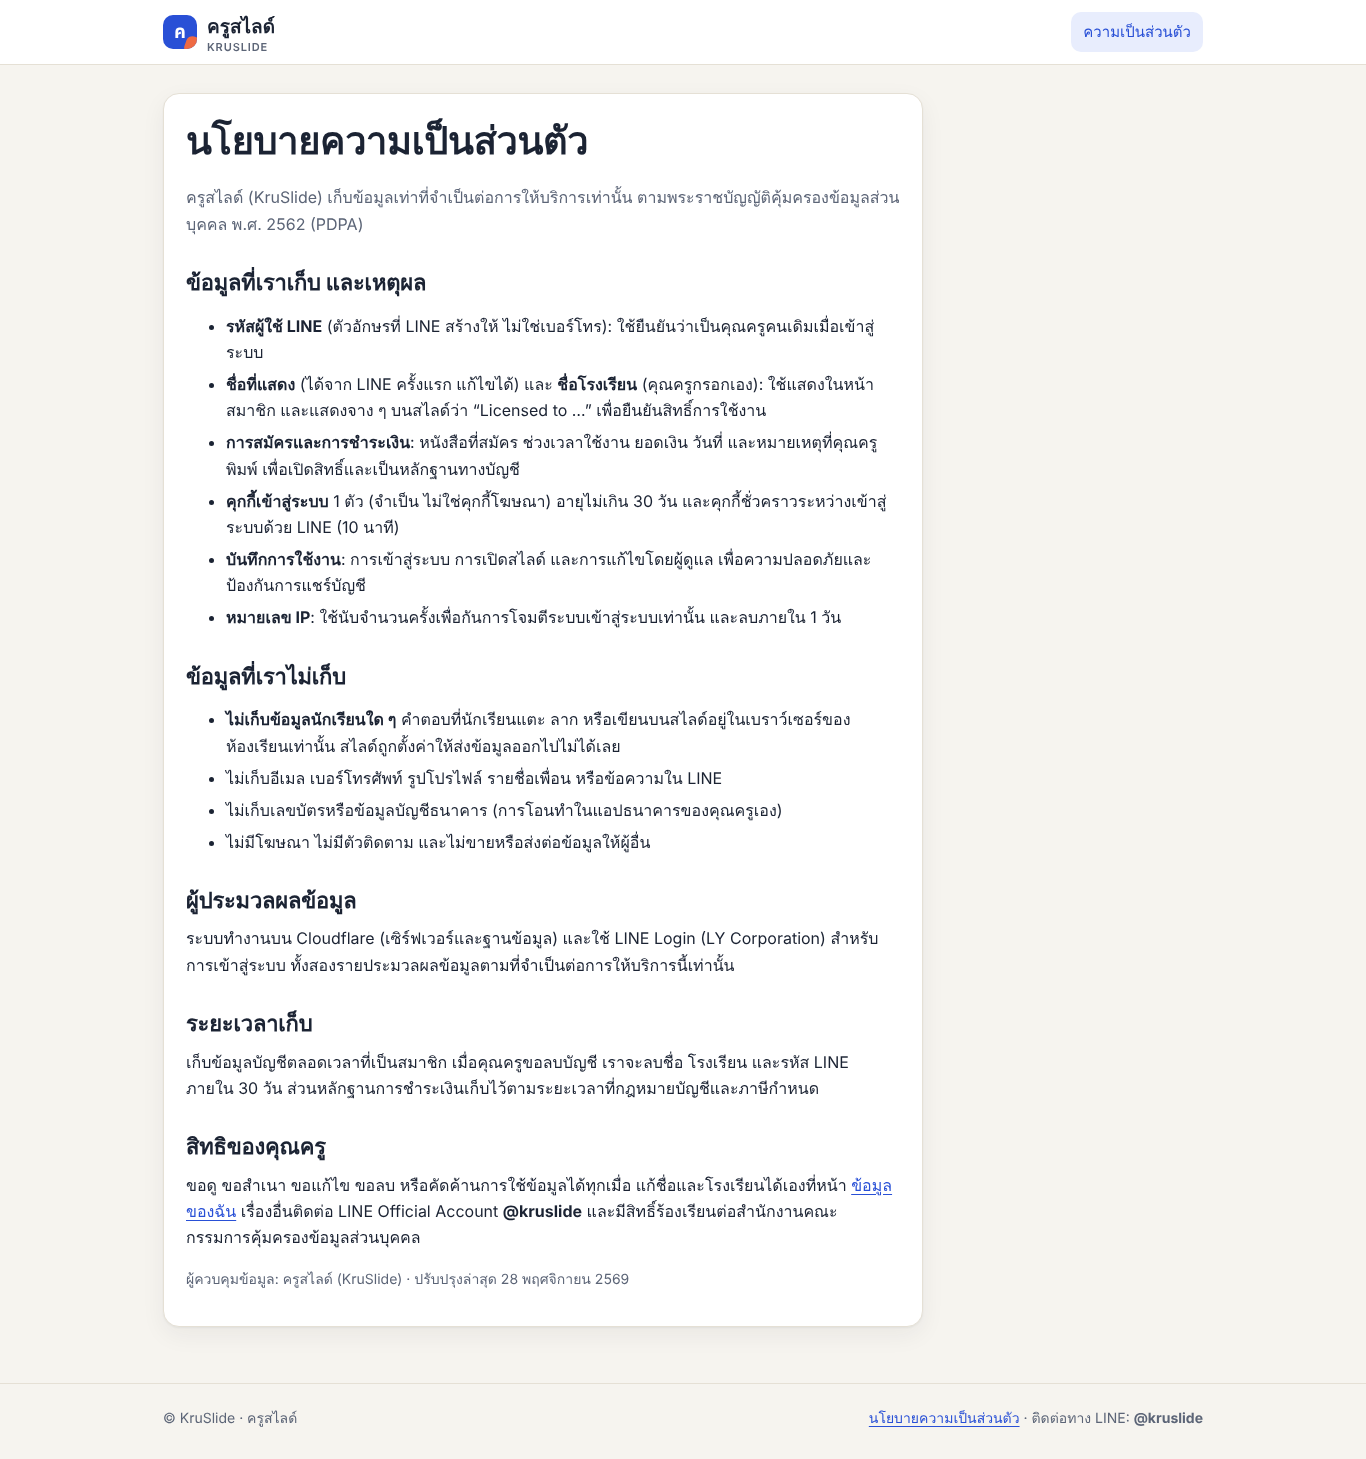 ค
ครูสไลด์
KRUSLIDE
ความเป็นส่วนตัว
นโยบายความเป็นส่วนตัว
ครูสไลด์ (KruSlide) เก็บข้อมูลเท่าที่จำเป็นต่อการให้บริการเท่านั้น ตามพระราชบัญญัติคุ้มครองข้อมูลส่วน
บุคคล พ.ศ. 2562 (PDPA)
ข้อมูลที่เราเก็บ และเหตุผล
• รหัสผู้ใช้ LINE (ตัวอักษรที่ LINE สร้างให้ ไม่ใช่เบอร์โทร): ใช้ยืนยันว่าเป็นคุณครูคนเดิมเมื่อเข้าสู่
ระบบ
• ชื่อที่แสดง (ได้จาก LINE ครั้งแรก แก้ไขได้) และ ชื่อโรงเรียน (คุณครูกรอกเอง): ใช้แสดงในหน้า
สมาชิก และแสดงจาง ๆ บนสไลด์ว่า “Licensed to …” เพื่อยืนยันสิทธิ์การใช้งาน
• การสมัครและการชำระเงิน: หนังสือที่สมัคร ช่วงเวลาใช้งาน ยอดเงิน วันที่ และหมายเหตุที่คุณครู
พิมพ์ เพื่อเปิดสิทธิ์และเป็นหลักฐานทางบัญชี
• คุกกี้เข้าสู่ระบบ 1 ตัว (จำเป็น ไม่ใช่คุกกี้โฆษณา) อายุไม่เกิน 30 วัน และคุกกี้ชั่วคราวระหว่างเข้าสู่
ระบบด้วย LINE (10 นาที)
• บันทึกการใช้งาน: การเข้าสู่ระบบ การเปิดสไลด์ และการแก้ไขโดยผู้ดูแล เพื่อความปลอดภัยและ
ป้องกันการแชร์บัญชี
• หมายเลข IP: ใช้นับจำนวนครั้งเพื่อกันการโจมตีระบบเข้าสู่ระบบเท่านั้น และลบภายใน 1 วัน
ข้อมูลที่เราไม่เก็บ
• ไม่เก็บข้อมูลนักเรียนใด ๆ คำตอบที่นักเรียนแตะ ลาก หรือเขียนบนสไลด์อยู่ในเบราว์เซอร์ของ
ห้องเรียนเท่านั้น สไลด์ถูกตั้งค่าให้ส่งข้อมูลออกไปไม่ได้เลย
• ไม่เก็บอีเมล เบอร์โทรศัพท์ รูปโปรไฟล์ รายชื่อเพื่อน หรือข้อความใน LINE
• ไม่เก็บเลขบัตรหรือข้อมูลบัญชีธนาคาร (การโอนทำในแอปธนาคารของคุณครูเอง)
• ไม่มีโฆษณา ไม่มีตัวติดตาม และไม่ขายหรือส่งต่อข้อมูลให้ผู้อื่น
ผู้ประมวลผลข้อมูล
ระบบทำงานบน Cloudflare (เซิร์ฟเวอร์และฐานข้อมูล) และใช้ LINE Login (LY Corporation) สำหรับ
การเข้าสู่ระบบ ทั้งสองรายประมวลผลข้อมูลตามที่จำเป็นต่อการให้บริการนี้เท่านั้น
ระยะเวลาเก็บ
เก็บข้อมูลบัญชีตลอดเวลาที่เป็นสมาชิก เมื่อคุณครูขอลบบัญชี เราจะลบชื่อ โรงเรียน และรหัส LINE
ภายใน 30 วัน ส่วนหลักฐานการชำระเงินเก็บไว้ตามระยะเวลาที่กฎหมายบัญชีและภาษีกำหนด
สิทธิของคุณครู
ขอดู ขอสำเนา ขอแก้ไข ขอลบ หรือคัดค้านการใช้ข้อมูลได้ทุกเมื่อ แก้ชื่อและโรงเรียนได้เองที่หน้า ข้อมูล
ของฉัน เรื่องอื่นติดต่อ LINE Official Account @kruslide และมีสิทธิ์ร้องเรียนต่อสำนักงานคณะ
กรรมการคุ้มครองข้อมูลส่วนบุคคล
ผู้ควบคุมข้อมูล: ครูสไลด์ (KruSlide) · ปรับปรุงล่าสุด 28 พฤศจิกายน 2569
© KruSlide · ครูสไลด์
นโยบายความเป็นส่วนตัว · ติดต่อทาง LINE: @kruslide